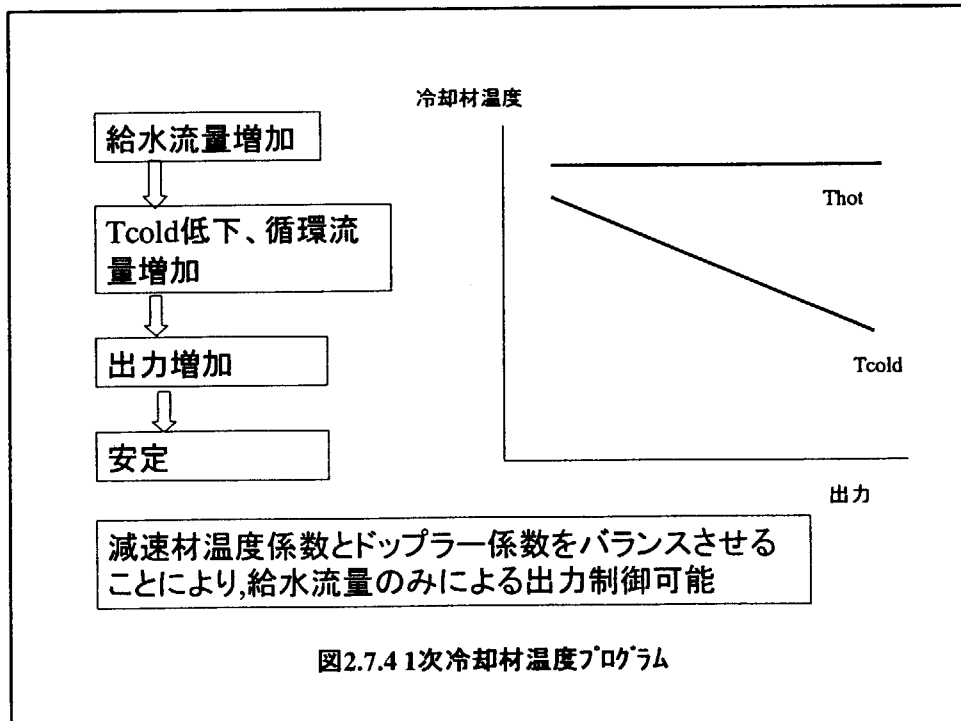 給水流量増加
Tcold低下、循環流
量増加
出力増加
安定
冷却材温度
Thot
Tcold
出力
減速材温度係数とドップラー係数をバランスさせる
ことにより,給水流量のみによる出力制御可能
図2.7.4 1次冷却材温度プログラム